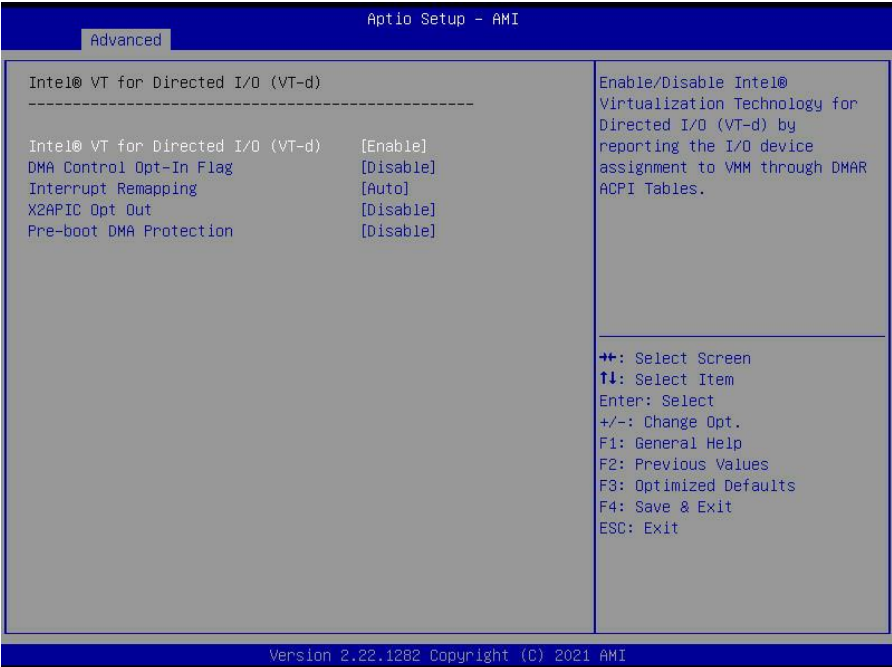 Aptio Setup – AMI
Advanced
Intel® VT for Directed I/O (VT-d)
--------------------------------------------------
Intel® VT for Directed I/O (VT-d) [Enable]
DMA Control Opt-In Flag [Disable]
Interrupt Remapping [Auto]
X2APIC Opt Out [Disable]
Pre-boot DMA Protection [Disable]
Enable/Disable Intel®
Virtualization Technology for
Directed I/O (VT-d) by
reporting the I/O device
assignment to VMM through DMAR
ACPI Tables.
→←: Select Screen
↑↓: Select Item
Enter: Select
+/-: Change Opt.
F1: General Help
F2: Previous Values
F3: Optimized Defaults
F4: Save & Exit
ESC: Exit
Version 2.22.1282 Copyright (C) 2021 AMI